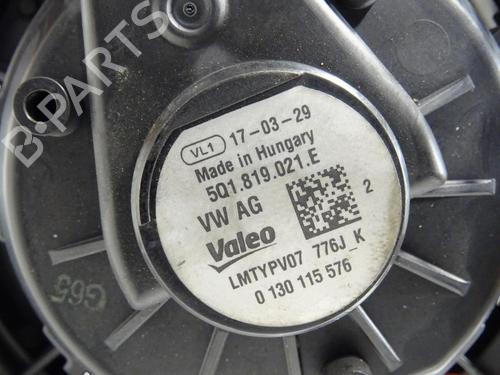 B-PARTS
VL1 17-03-29
Made in Hungary
5Q1.819.021.E
VW AG
2
Valeo
LMTYPV07 776J_K
0 130 115 576
G65